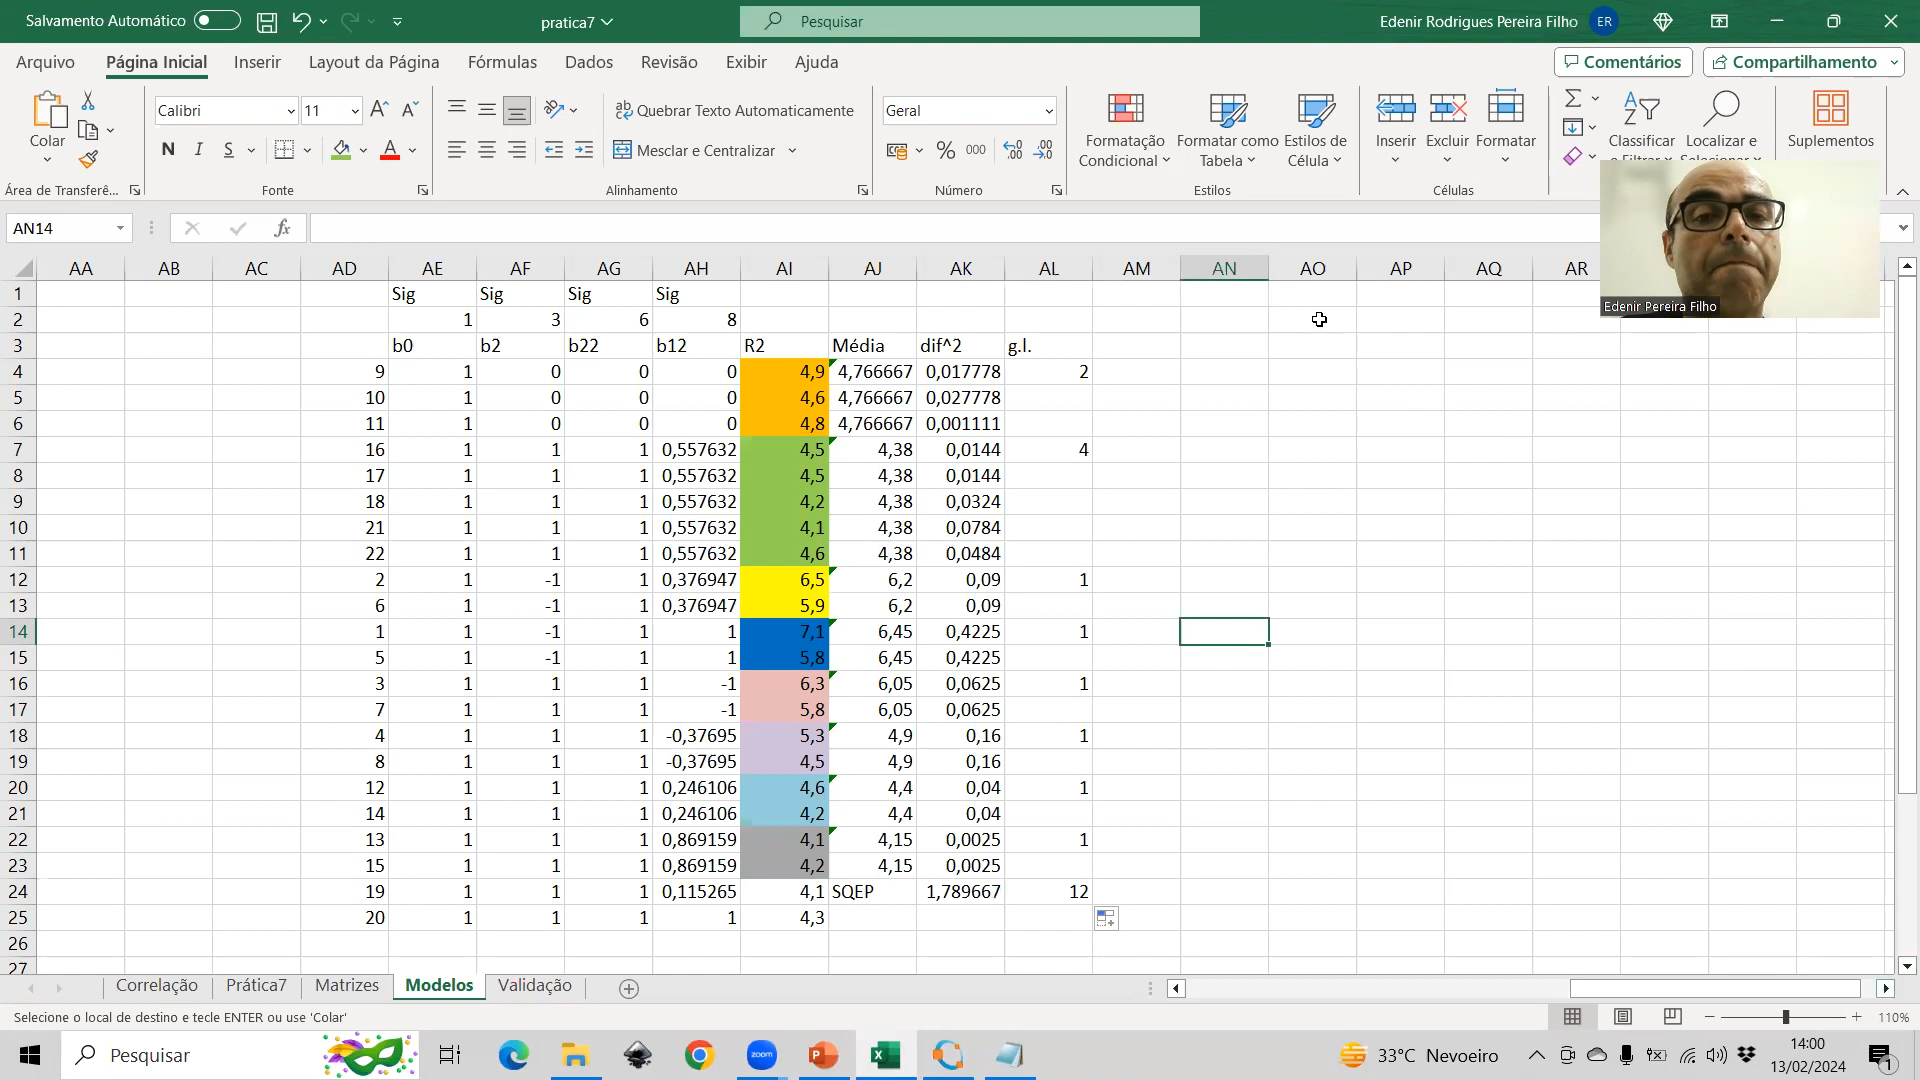 Salvamento Automático
pratica7
Pesquisar
Edenir Rodrigues Pereira Filho ER
Arquivo Página Inicial Inserir Layout da Página Fórmulas Dados Revisão Exibir Ajuda
Comentários Compartilhamento
Colar
Calibri 11
N I S A
Quebrar Texto Automaticamente
Mesclar e Centralizar
Geral
% 000
Formatação Condicional
Formatar como Tabela
Estilos de Célula
Inserir Excluir Formatar
Classificar
Localizar e
Suplementos
Área de Transferê... Fonte Alinhamento Número Estilos Células
AN14 fx
Edenir Pereira Filho
AA AB AC AD AE AF AG AH AI AJ AK AL AM AN AO AP AQ AR
1 Sig Sig Sig Sig
2 1 3 6 8
3 b0 b2 b22 b12 R2 Média dif^2 g.l.
4 9 1 0 0 0 4,9 4,766667 0,017778 2
5 10 1 0 0 0 4,6 4,766667 0,027778
6 11 1 0 0 0 4,8 4,766667 0,001111
7 16 1 1 1 0,557632 4,5 4,38 0,0144 4
8 17 1 1 1 0,557632 4,5 4,38 0,0144
9 18 1 1 1 0,557632 4,2 4,38 0,0324
10 21 1 1 1 0,557632 4,1 4,38 0,0784
11 22 1 1 1 0,557632 4,6 4,38 0,0484
12 2 1 -1 1 0,376947 6,5 6,2 0,09 1
13 6 1 -1 1 0,376947 5,9 6,2 0,09
14 1 1 -1 1 1 7,1 6,45 0,4225 1
15 5 1 -1 1 1 5,8 6,45 0,4225
16 3 1 1 1 -1 6,3 6,05 0,0625 1
17 7 1 1 1 -1 5,8 6,05 0,0625
18 4 1 1 1 -0,37695 5,3 4,9 0,16 1
19 8 1 1 1 -0,37695 4,5 4,9 0,16
20 12 1 1 1 0,246106 4,6 4,4 0,04 1
21 14 1 1 1 0,246106 4,2 4,4 0,04
22 13 1 1 1 0,869159 4,1 4,15 0,0025 1
23 15 1 1 1 0,869159 4,2 4,15 0,0025
24 19 1 1 1 0,115265 4,1 SQEP 1,789667 12
25 20 1 1 1 1 4,3
26
27
Correlação Prática7 Matrizes Modelos Validação
Selecione o local de destino e tecle ENTER ou use 'Colar'
110%
Pesquisar
zoom
33°C Nevoeiro
14:00
13/02/2024
1